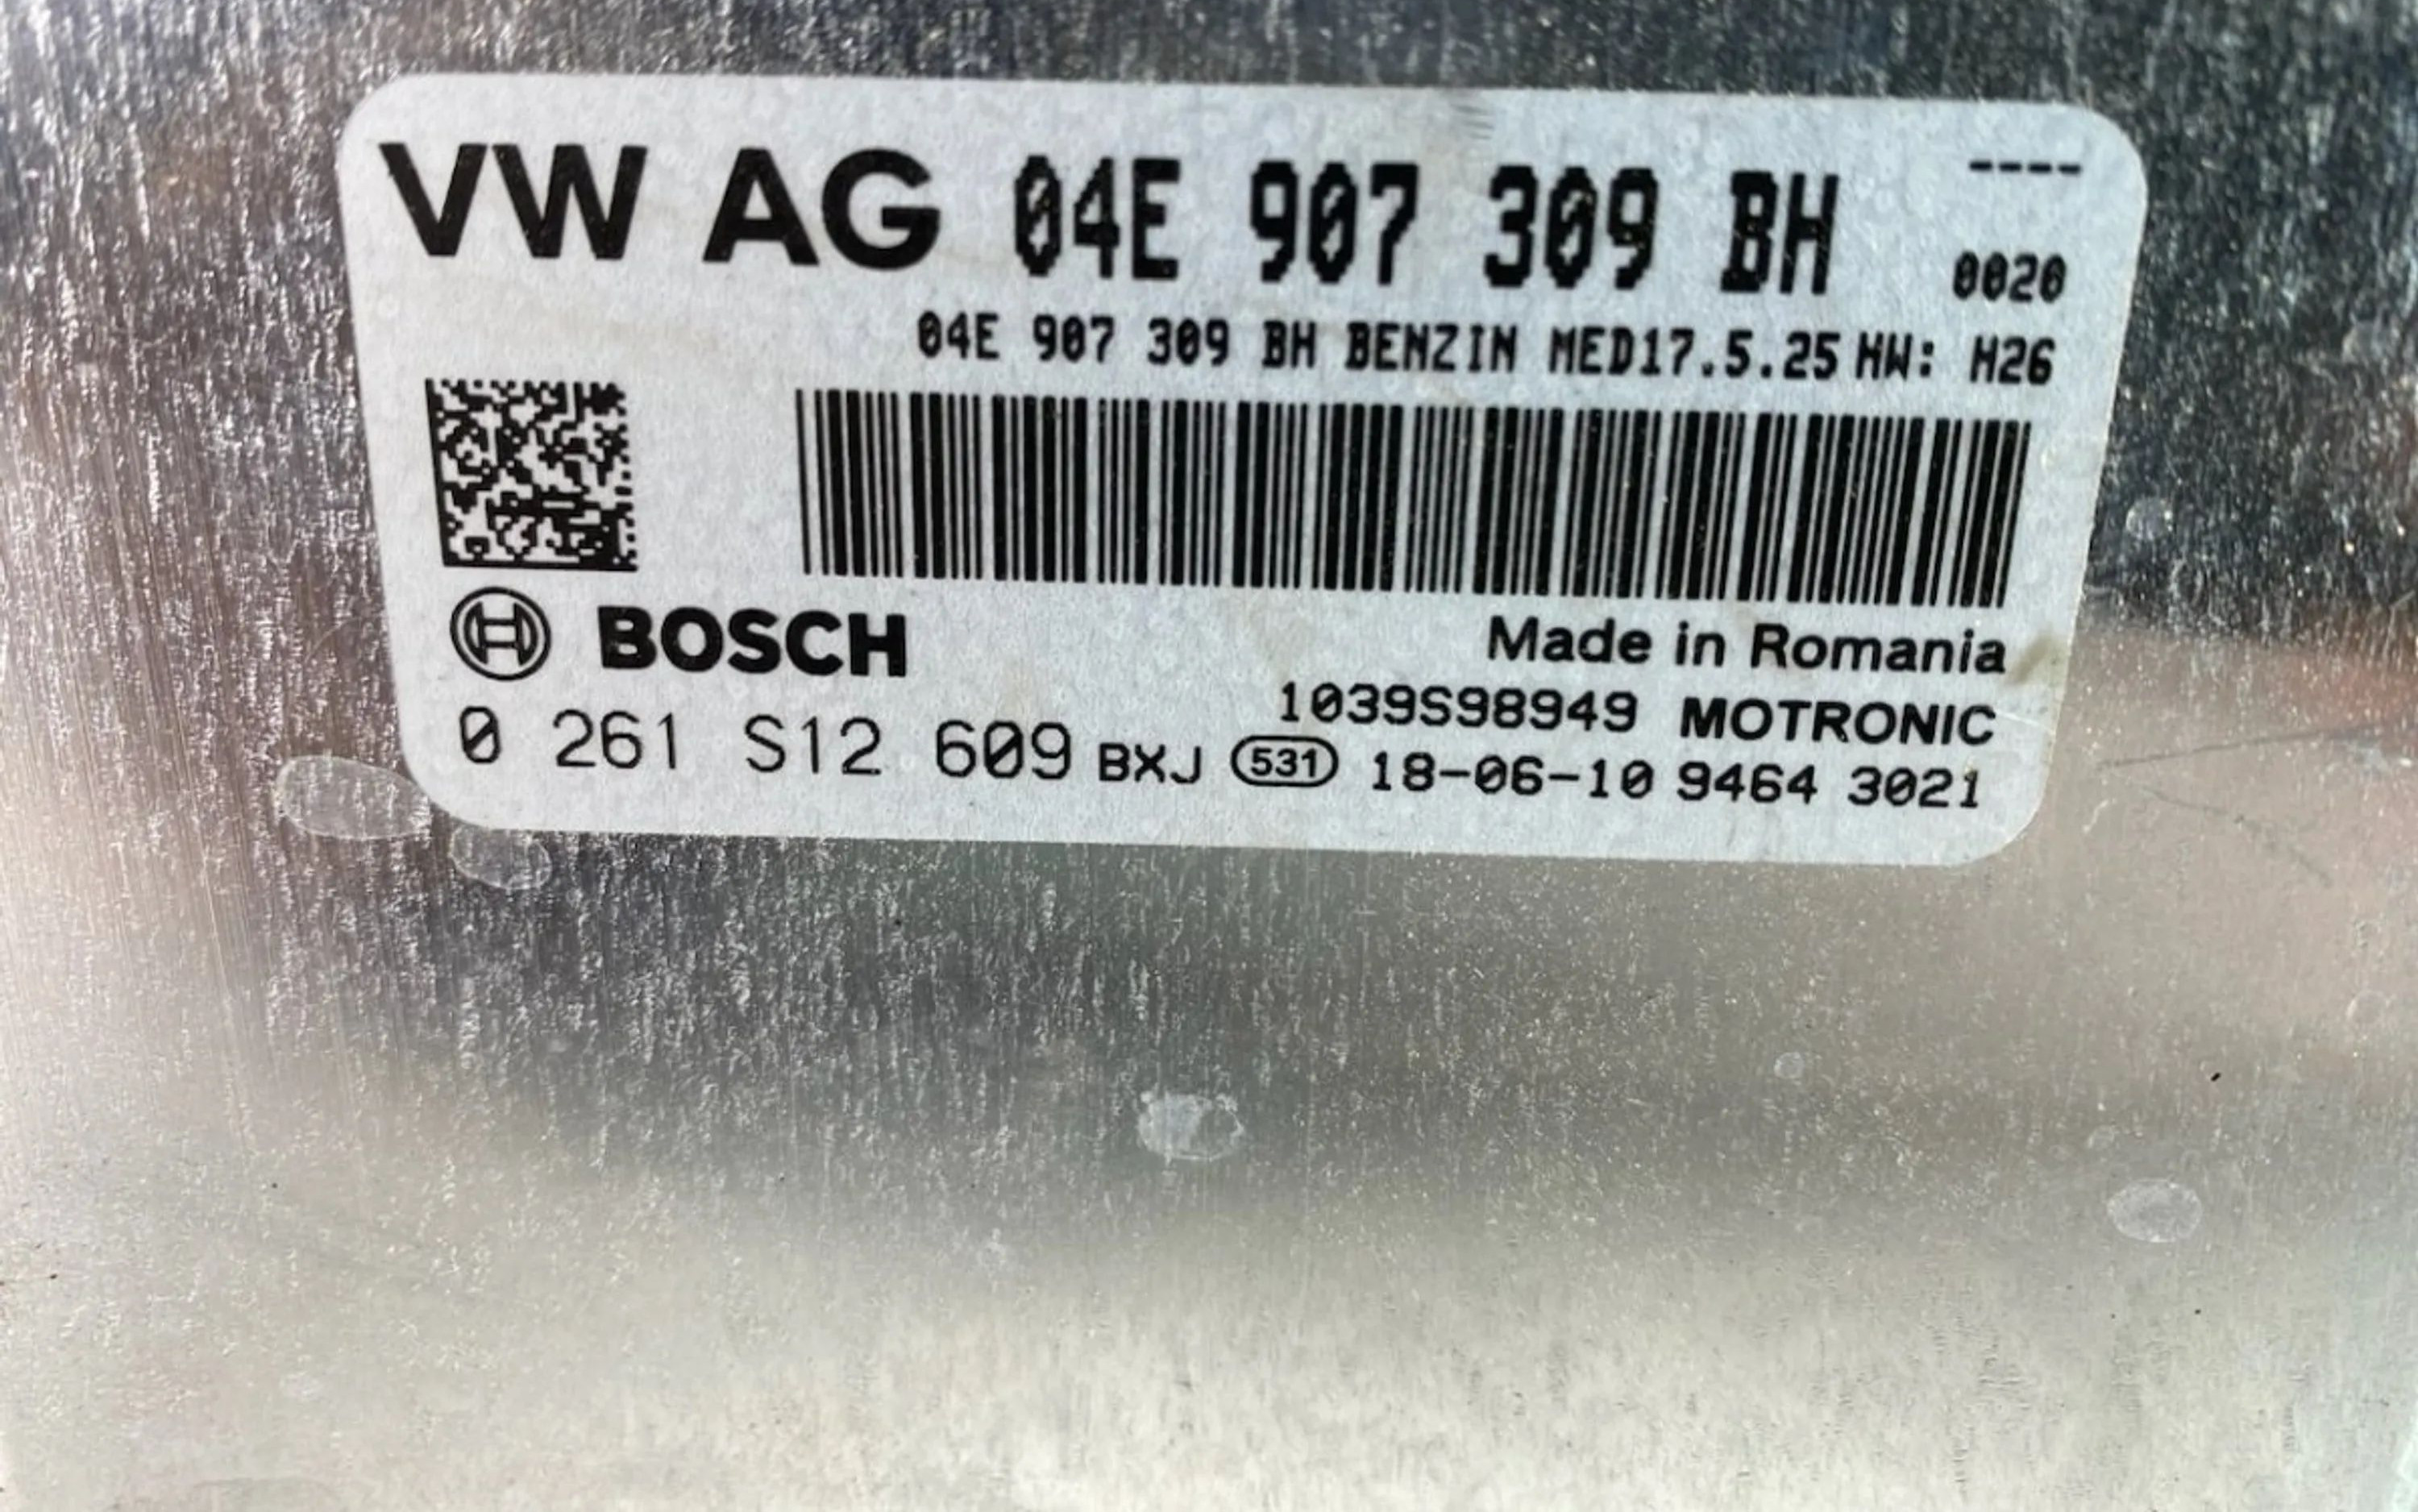 VW AG 04E 907 309 BH ----
0020
04E 907 309 BH BENZIN MED17.5.25 HW: H26
BOSCH
Made in Romania
1039S98949 MOTRONIC
0 261 S12 609 BXJ 531 18-06-10 9464 3021